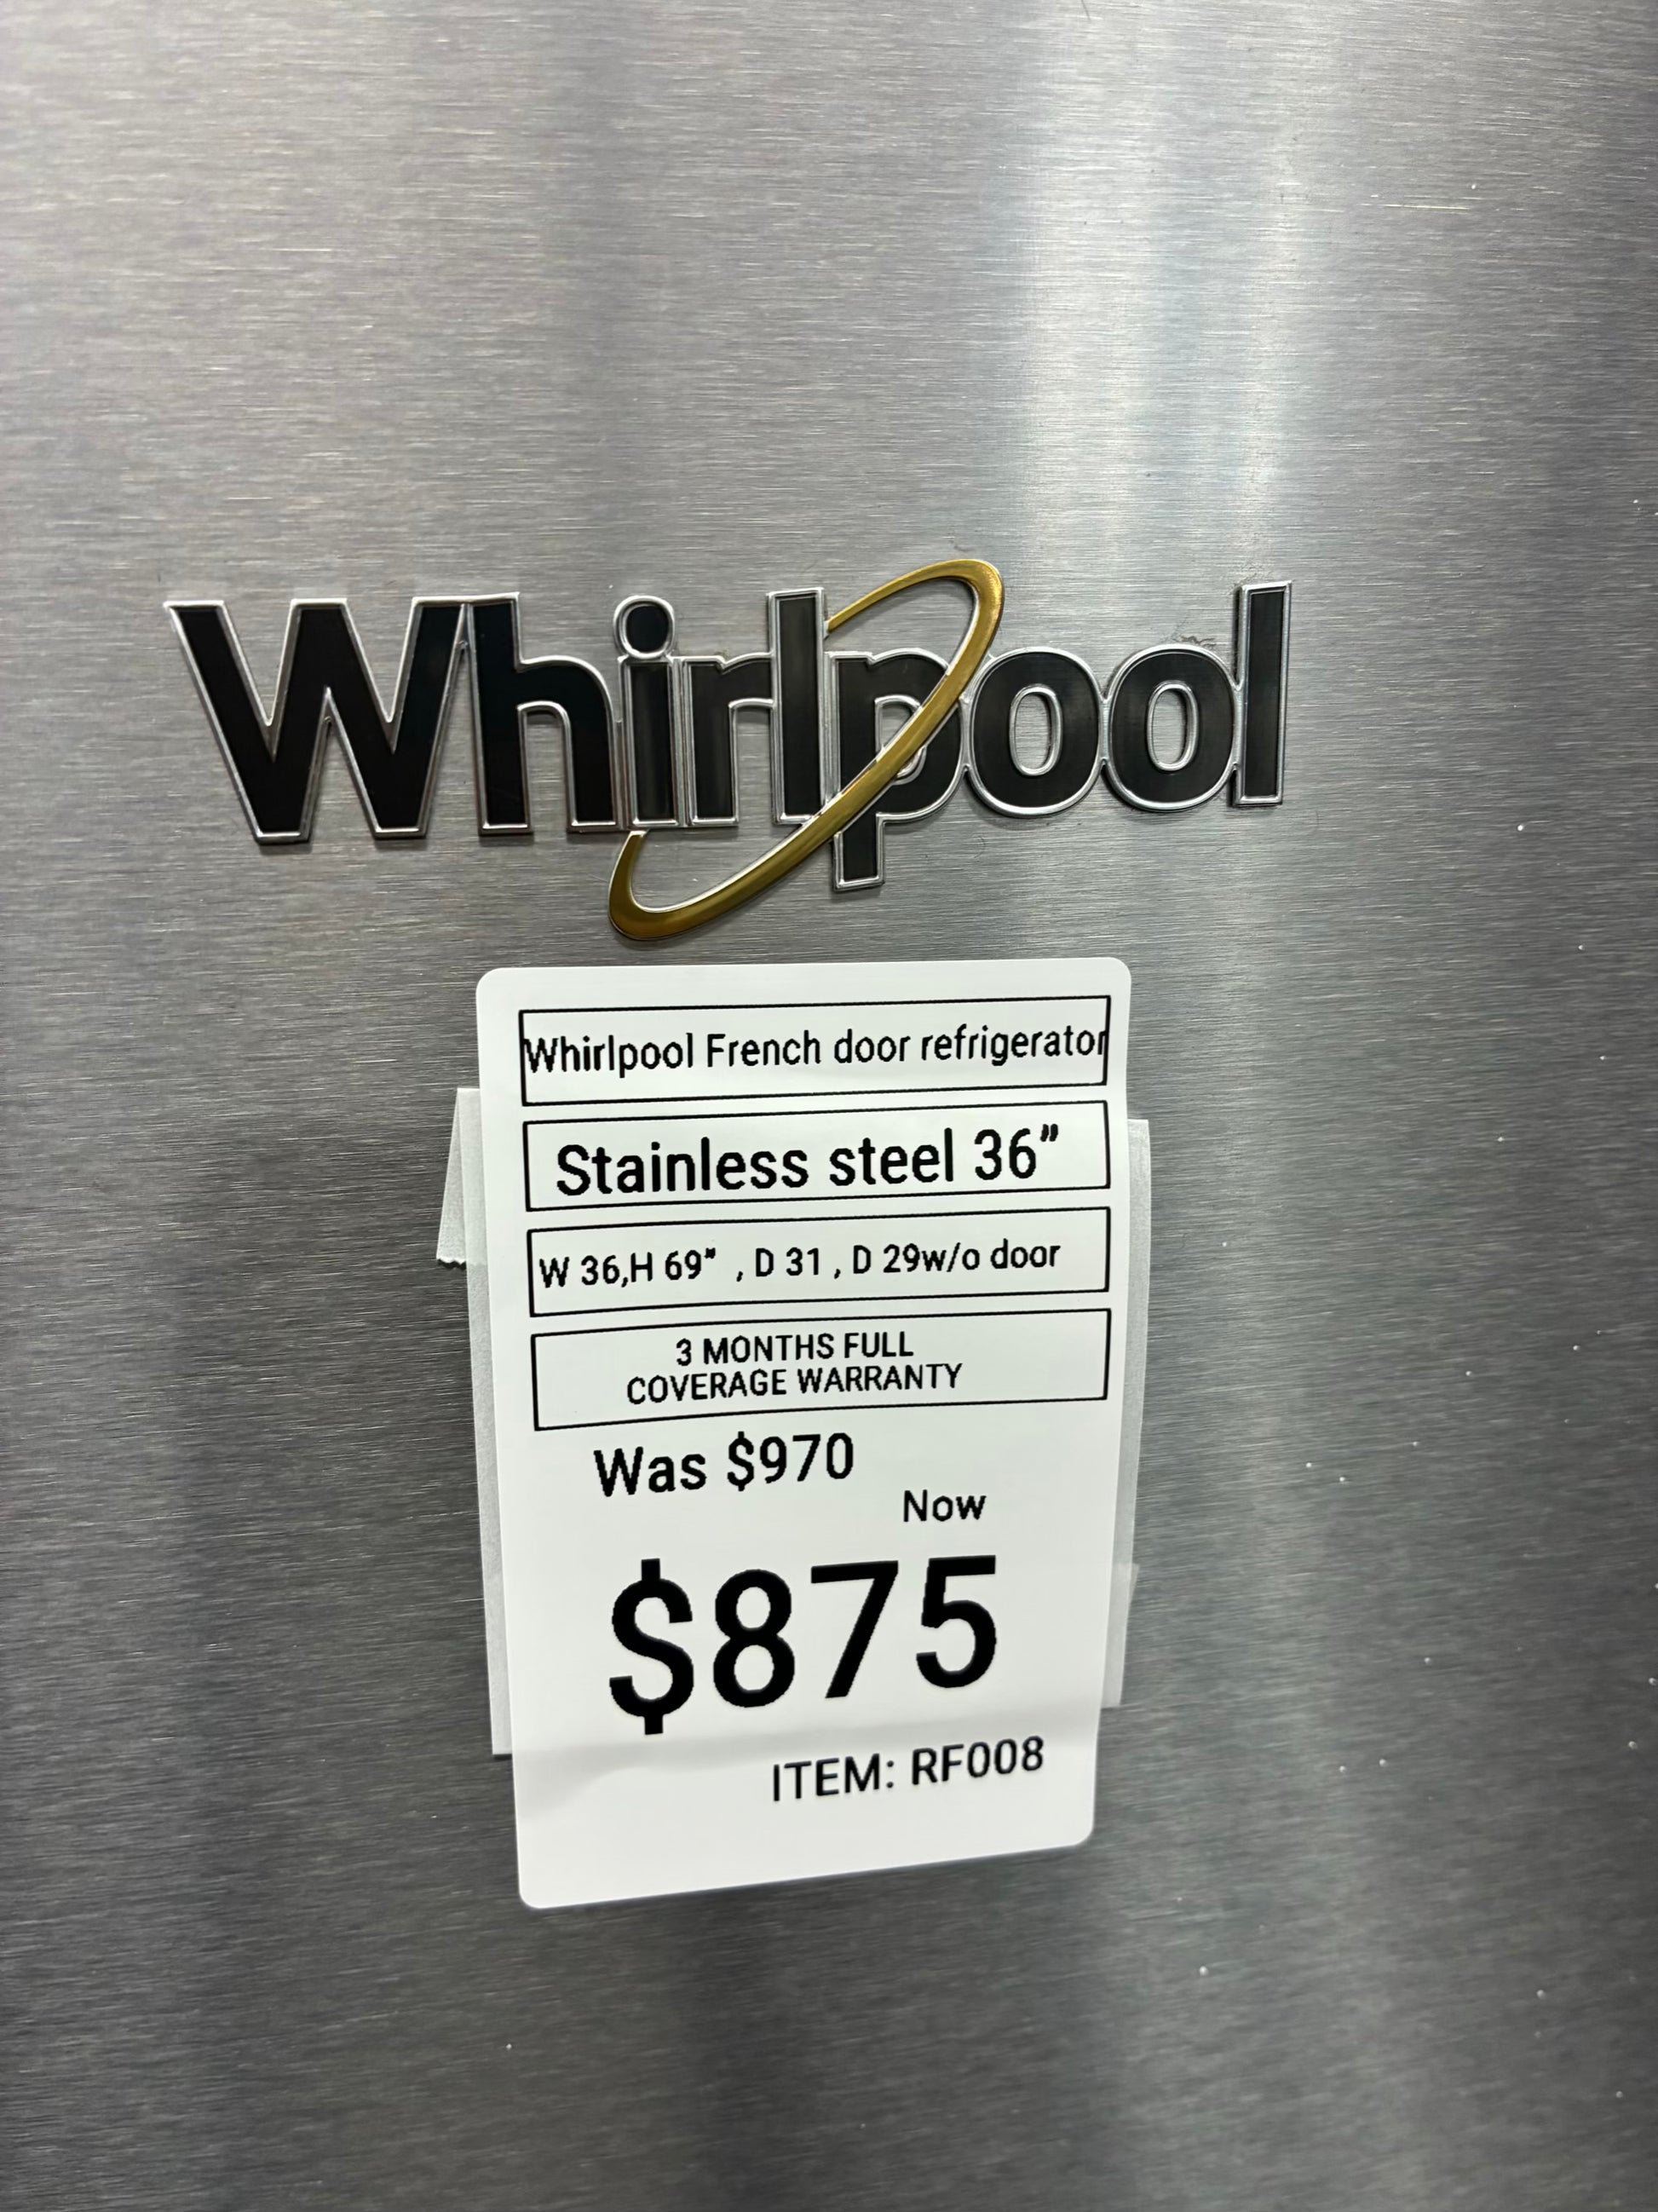 Whirlpool
Whirlpool French door refrigerator
Stainless steel 36”
W 36,H 69” , D 31 , D 29w/o door
3 MONTHS FULL
COVERAGE WARRANTY
Was $970
Now
$875
ITEM: RF008